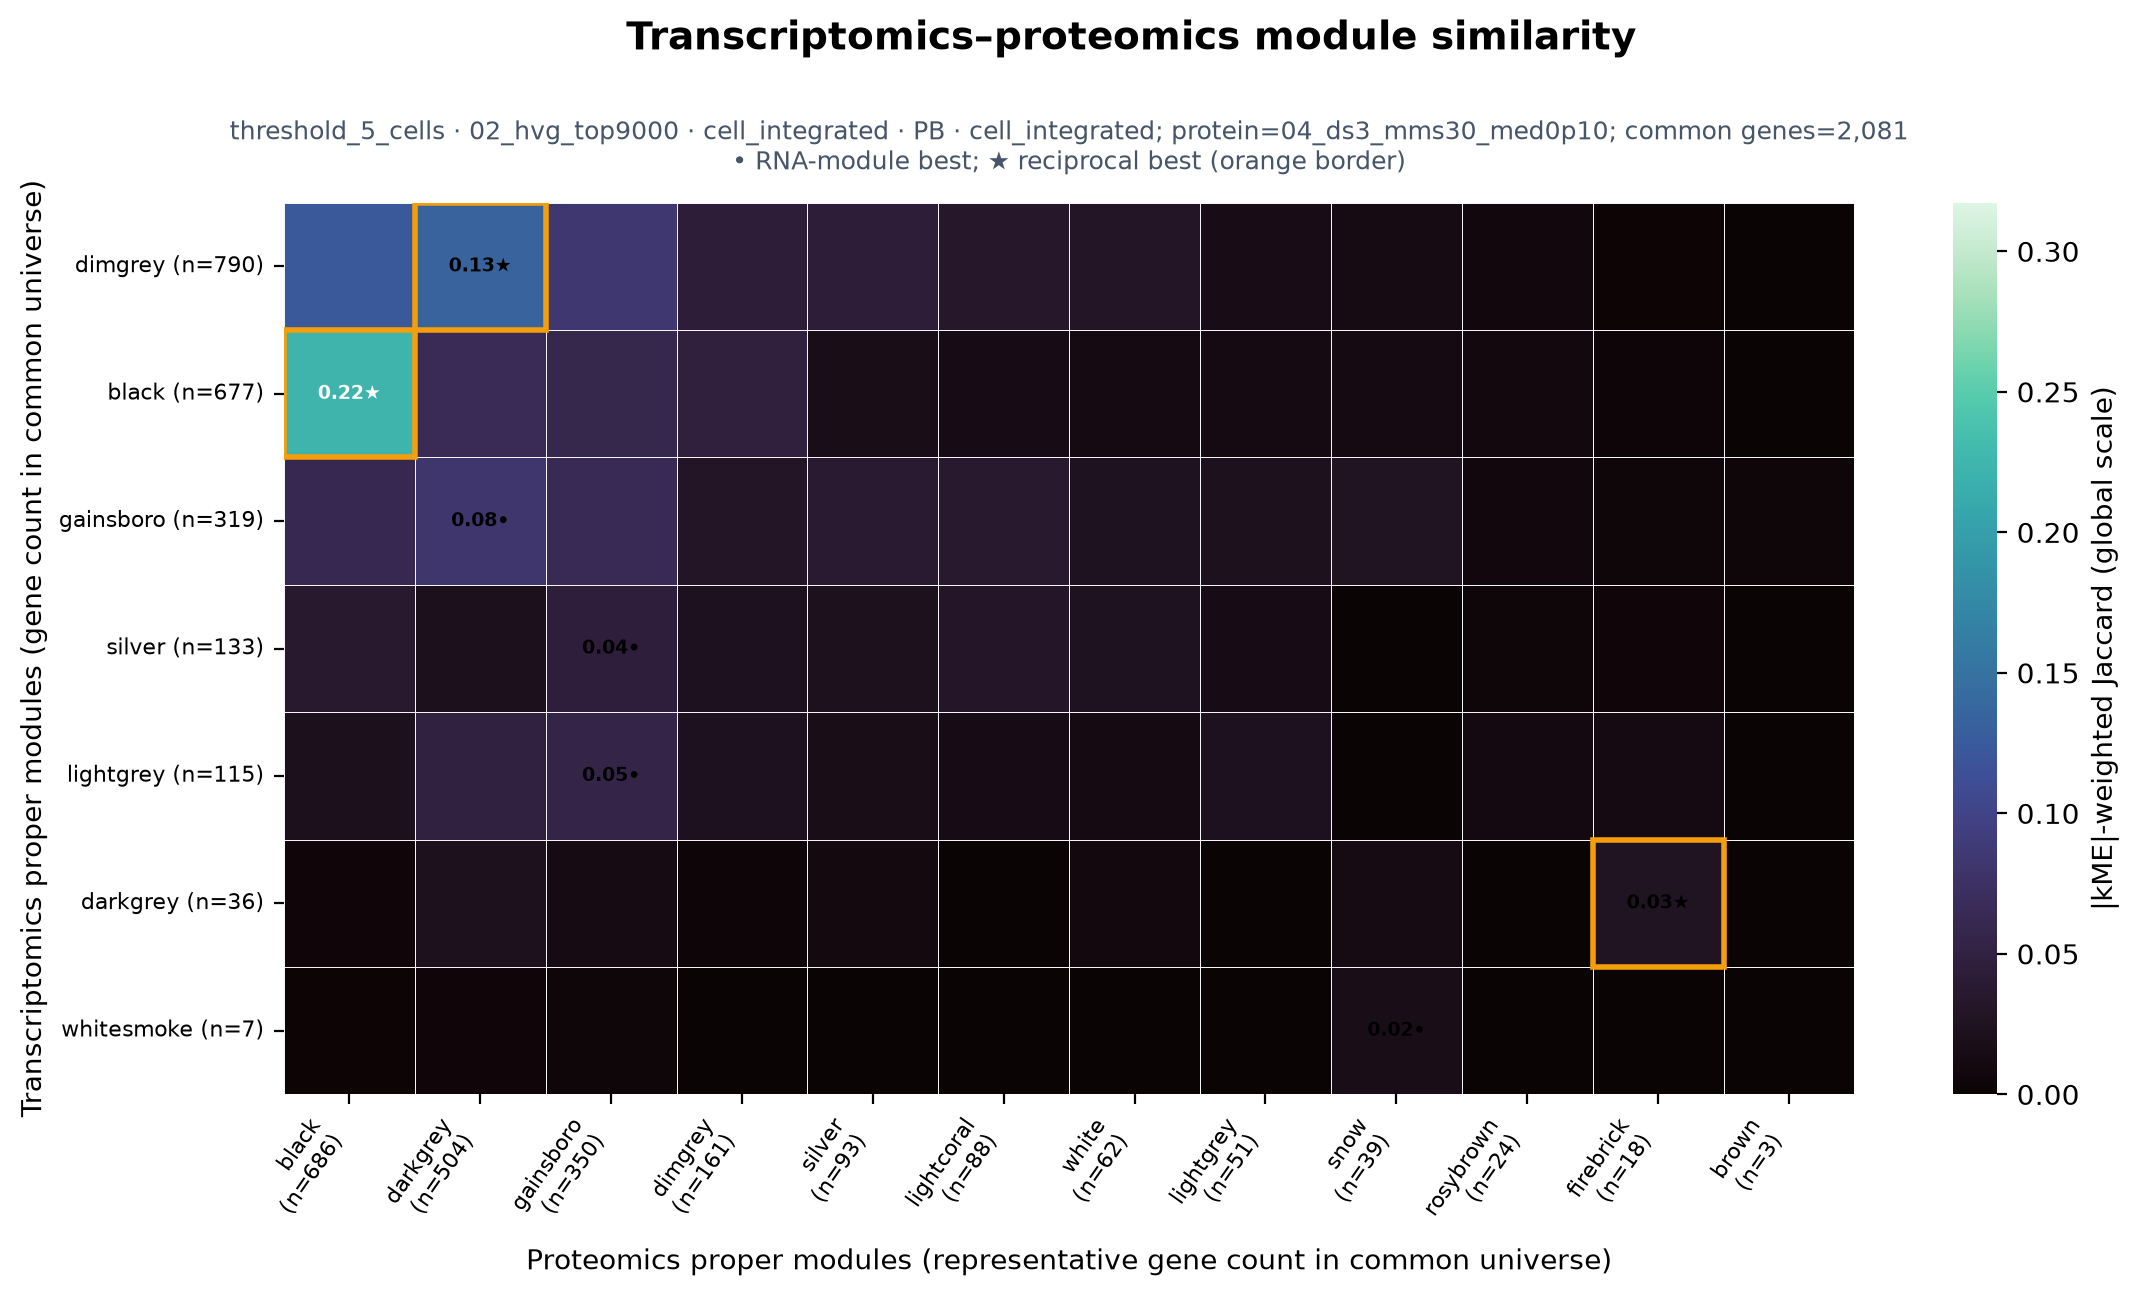 Transcriptomics–proteomics module similarity
threshold_5_cells · 02_hvg_top9000 · cell_integrated · PB · cell_integrated; protein=04_ds3_mms30_med0p10; common genes=2,081
• RNA-module best; ★ reciprocal best (orange border)
Transcriptomics proper modules (gene count in common universe)
dimgrey (n=790)
black (n=677)
gainsboro (n=319)
silver (n=133)
lightgrey (n=115)
darkgrey (n=36)
whitesmoke (n=7)
0.13★
0.22★
0.08•
0.04•
0.05•
0.03★
0.02•
black
(n=686)
darkgrey
(n=504)
gainsboro
(n=350)
dimgrey
(n=161)
silver
(n=93)
lightcoral
(n=88)
white
(n=62)
lightgrey
(n=51)
snow
(n=39)
rosybrown
(n=24)
firebrick
(n=18)
brown
(n=3)
Proteomics proper modules (representative gene count in common universe)
0.30
0.25
0.20
0.15
0.10
0.05
0.00
|kME|-weighted Jaccard (global scale)